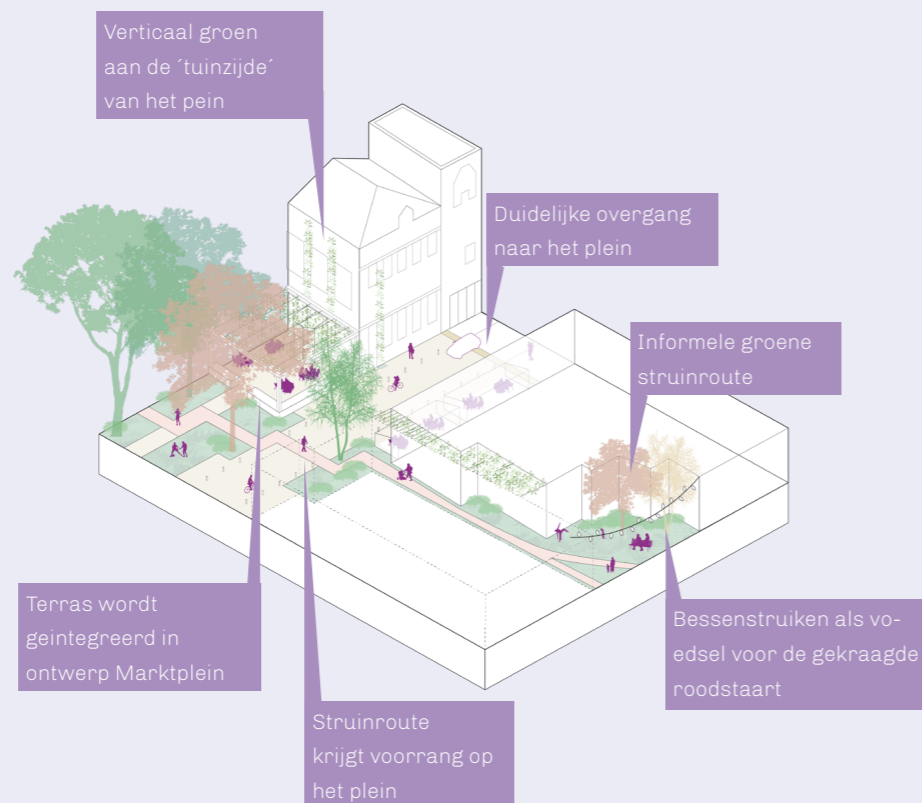 Verticaal groen
aan de ´tuinzijde´
van het pein
Duidelijke overgang
naar het plein
Informele groene
struinroute
Terras wordt
geintegreerd in
ontwerp Marktplein
Bessenstruiken als vo-
edsel voor de gekraagde
roodstaart
Struinroute
krijgt voorrang op
het plein